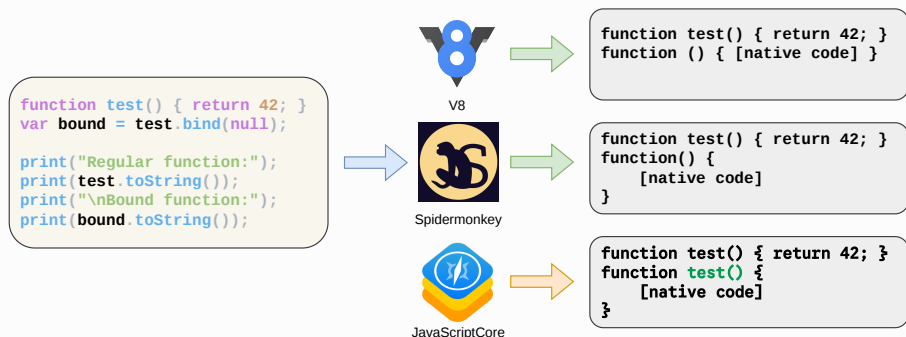 function test() { return 42; }
var bound = test.bind(null);
print("Regular function:");
print(test.toString());
print("\nBound function:");
print(bound.toString());
8
V8
function test() { return 42; }
function () { [native code] }
Spidermonkey
function test() { return 42; }
function() {
    [native code]
}
JavaScriptCore
function test() { return 42; }
function test() {
    [native code]
}